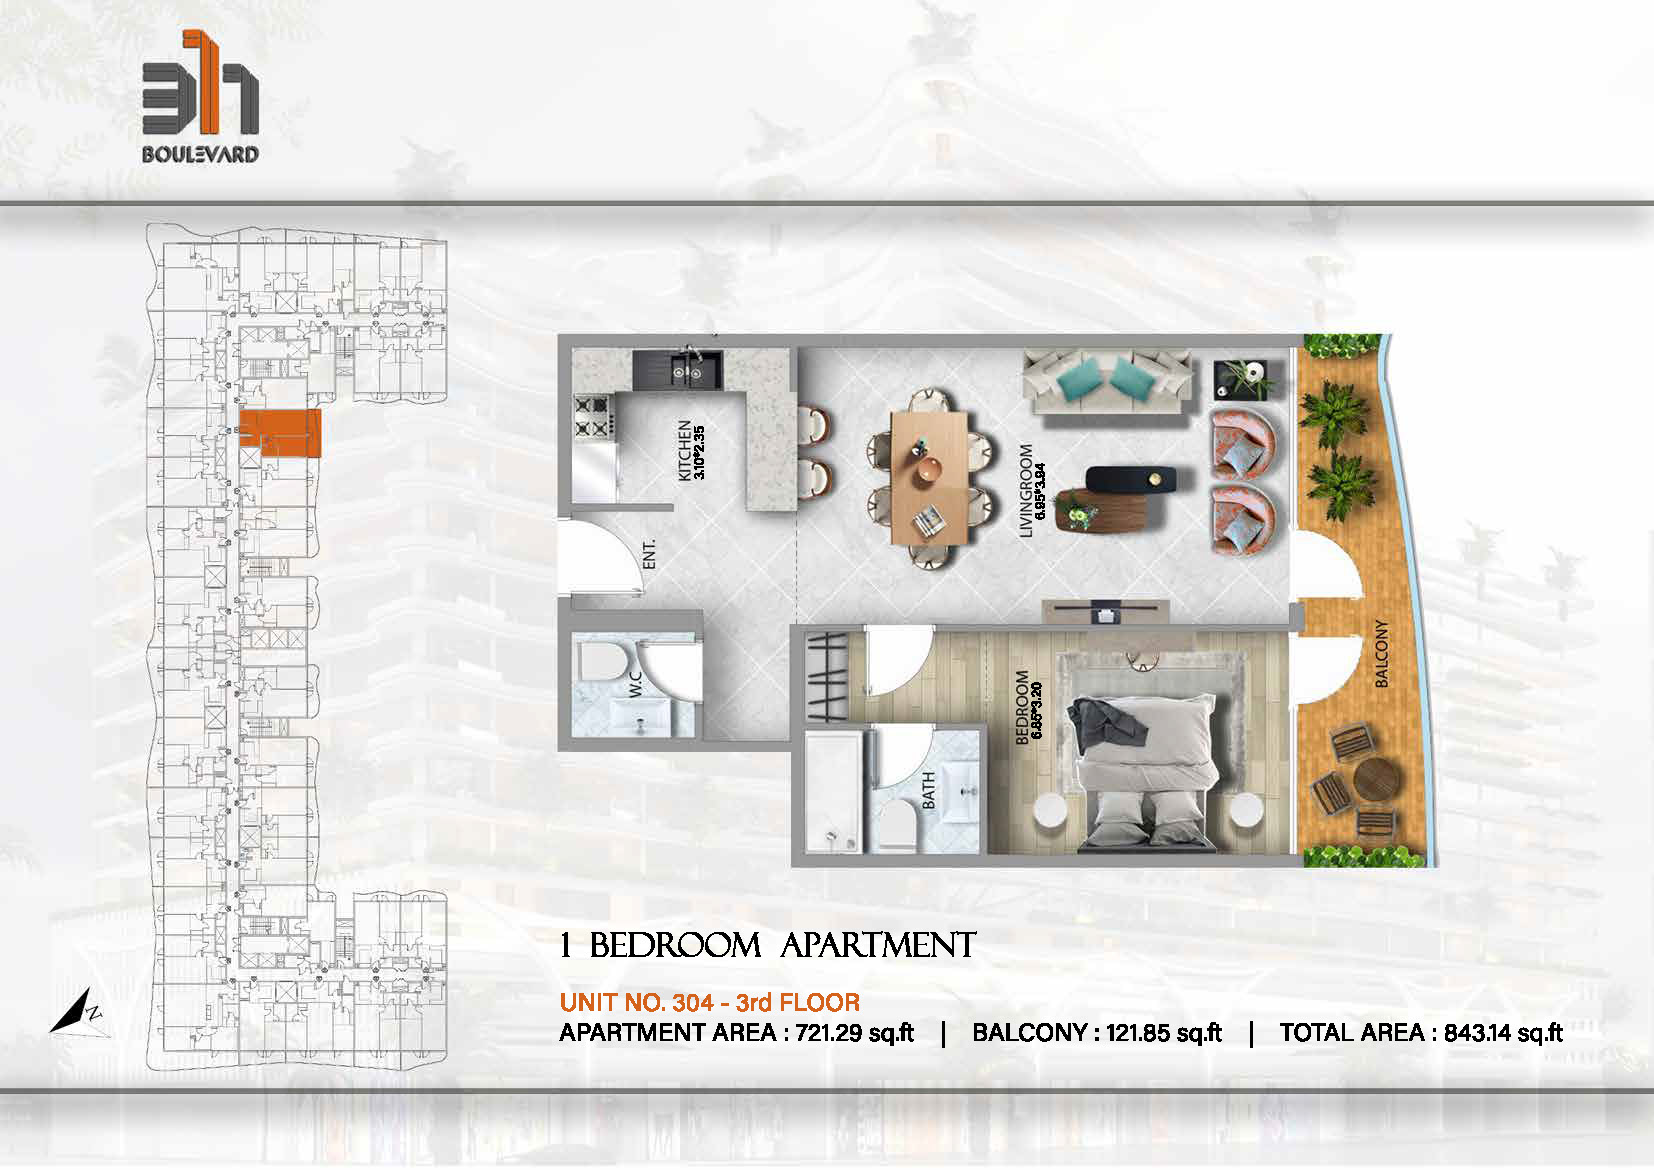 311
BOULEVARD
KITCHEN
3.10*2.35
ENT.
W.C
LIVINGROOM
6.95*3.94
BEDROOM
6.85*3.20
BATH
BALCONY
N
1 BEDROOM APARTMENT
UNIT NO. 304 - 3rd FLOOR
APARTMENT AREA : 721.29 sq.ft | BALCONY : 121.85 sq.ft | TOTAL AREA : 843.14 sq.ft